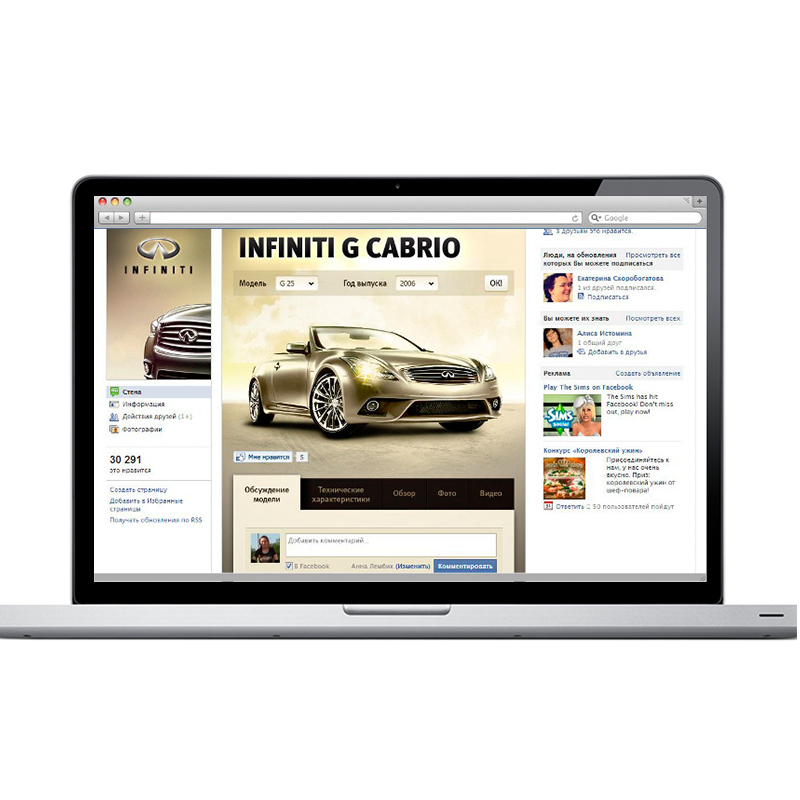 Google
INFINITI
Стена
Информация
Действия друзей (1+)
Фотографии
30 291
это нравится
Создать страницу
Добавить в Избранные
страницы
Получать обновления по RSS
INFINITI G CABRIO
Модель G 25 Год выпуска 2006 OK!
Мне нравится 5
Обсуждение
модели
Технические
характеристики
Обзор
Фото
Видео
Добавить комментарий...
В Facebook Анна Лембик (Изменить) Комментировать
друзьям это нравится.
Люди, на обновления Просмотреть все
которых Вы можете подписаться
Екатерина Скоробогатова
1 из друзей подписался.
Подписаться
Вы можете их знать Посмотреть всех
Алиса Истомина
1 общий друг
Добавить в друзья
Реклама Создать объявление
Play The Sims on Facebook
The Sims has hit
Facebook! Don't miss
out, play now!
The SIMS Social
Конкурс «Королевский ужин»
Присоединяйтесь к
нам, у нас очень
вкусно. Приз:
королевский ужин от
шеф-повара!
31 Ответить 50 пользователей пойдут